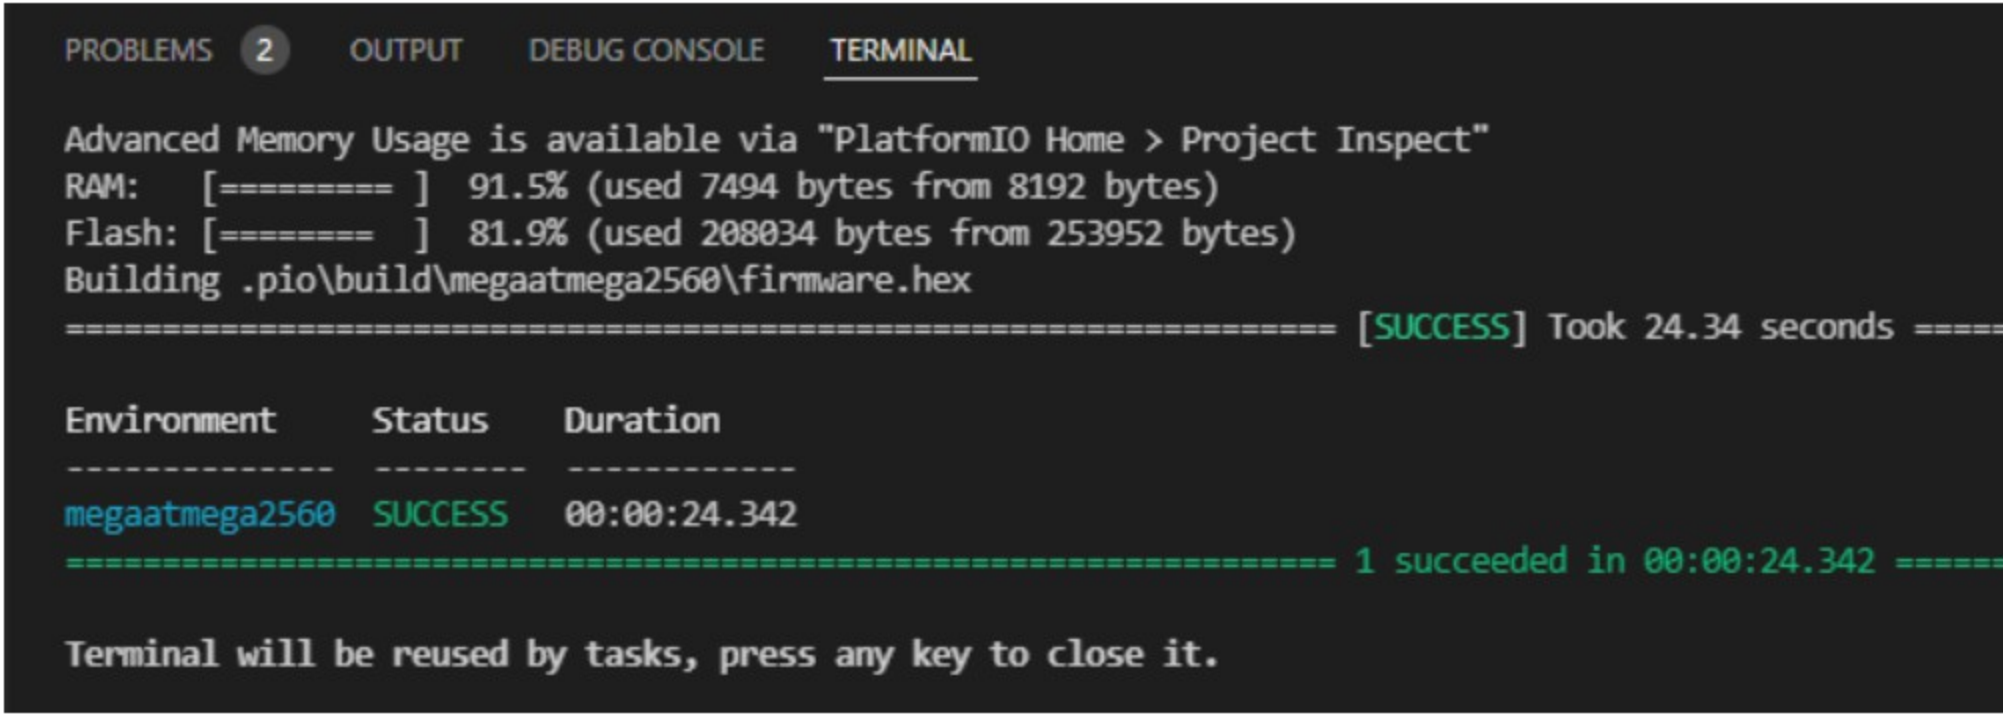 PROBLEMS 2 OUTPUT DEBUG CONSOLE TERMINAL
Advanced Memory Usage is available via "PlatformIO Home > Project Inspect"
RAM:   [========= ]  91.5% (used 7494 bytes from 8192 bytes)
Flash: [========  ]  81.9% (used 208034 bytes from 253952 bytes)
Building .pio\build\megaatmega2560\firmware.hex
================================================================== [SUCCESS] Took 24.34 seconds =====
Environment     Status    Duration
--------------  --------  ------------
megaatmega2560  SUCCESS   00:00:24.342
================================================================== 1 succeeded in 00:00:24.342 ======
Terminal will be reused by tasks, press any key to close it.